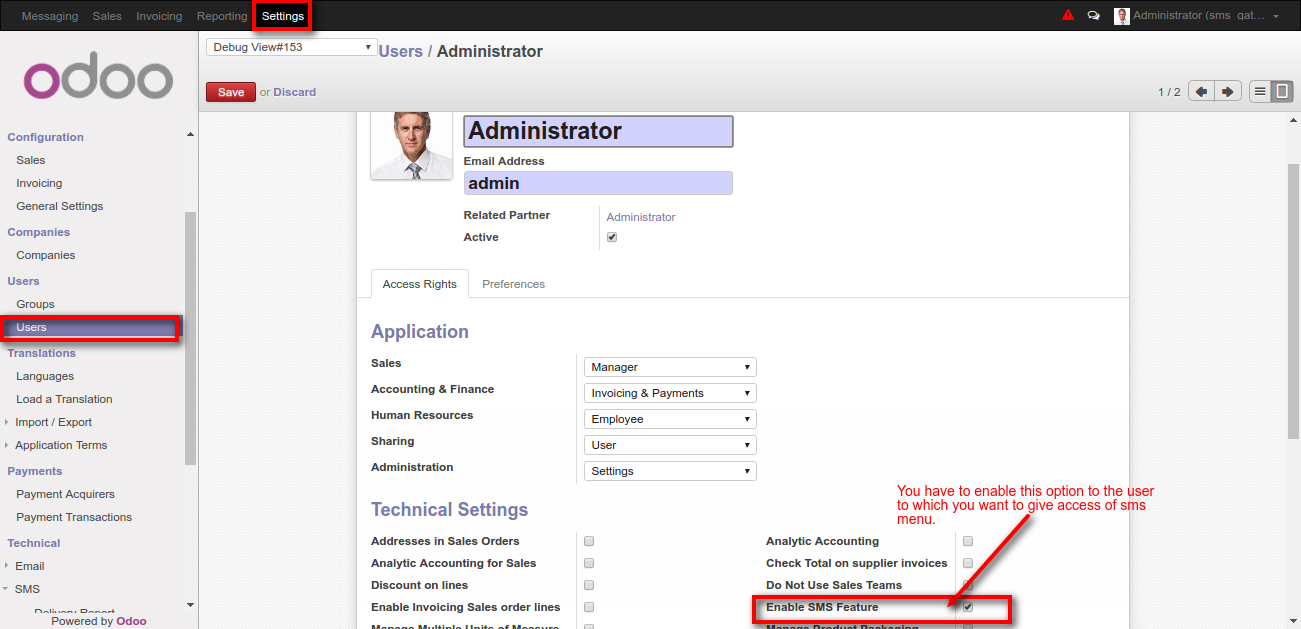 Messaging Sales Invoicing Reporting Settings Administrator (sms_gat...
Debug View#153 Users / Administrator
Save or Discard 1 / 2
odoo
Configuration
Sales
Invoicing
General Settings
Companies
Companies
Users
Groups
Users
Translations
Languages
Load a Translation
Import / Export
Application Terms
Payments
Payment Acquirers
Payment Transactions
Technical
Email
SMS
Delivery Report
Powered by Odoo
Administrator
Email Address
admin
Related Partner Administrator
Active
Access Rights Preferences
Application
Sales Manager
Accounting & Finance Invoicing & Payments
Human Resources Employee
Sharing User
Administration Settings
You have to enable this option to the user
to which you want to give access of sms
menu.
Technical Settings
Addresses in Sales Orders Analytic Accounting
Analytic Accounting for Sales Check Total on supplier invoices
Discount on lines Do Not Use Sales Teams
Enable Invoicing Sales order lines Enable SMS Feature
Manage Multiple Units of Measure Manage Product Packaging